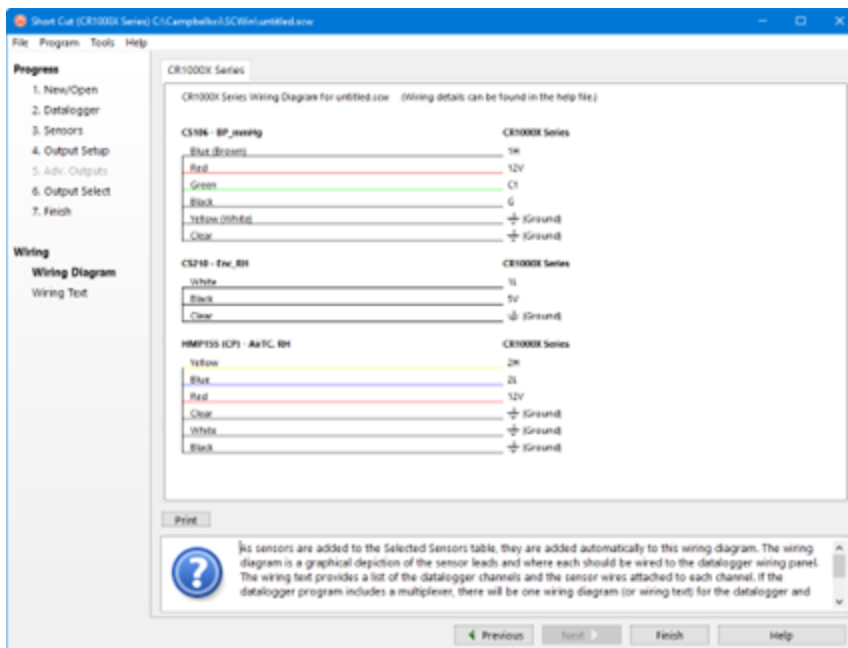 Short Cut (CR1000X Series) C:\Campbellsci\SCWin\untitled.scw
File Program Tools Help
Progress
1. New/Open
2. Datalogger
3. Sensors
4. Output Setup
5. Adv. Outputs
6. Output Select
7. Finish
Wiring
Wiring Diagram
Wiring Text
CR1000X Series
CR1000X Series Wiring Diagram for untitled.scw (Wiring details can be found in the help file.)
CS106 - BP_mmHg CR1000X Series
Blue (Brown) 1H
Red 12V
Green C1
Black G
Yellow (White) (Ground)
Clear (Ground)
CS210 - Enc_RH CR1000X Series
White 1L
Black 5V
Clear (Ground)
HMP155 (CP) - AirTC, RH CR1000X Series
Yellow 2H
Blue 2L
Red 12V
Clear (Ground)
White (Ground)
Black (Ground)
Print
As sensors are added to the Selected Sensors table, they are added automatically to this wiring diagram. The wiring
diagram is a graphical depiction of the sensor leads and where each should be wired to the datalogger wiring panel.
The wiring text provides a list of the datalogger channels and the sensor wires attached to each channel. If the
datalogger program includes a multiplexer, there will be one wiring diagram (or wiring text) for the datalogger and
Previous Next Finish Help